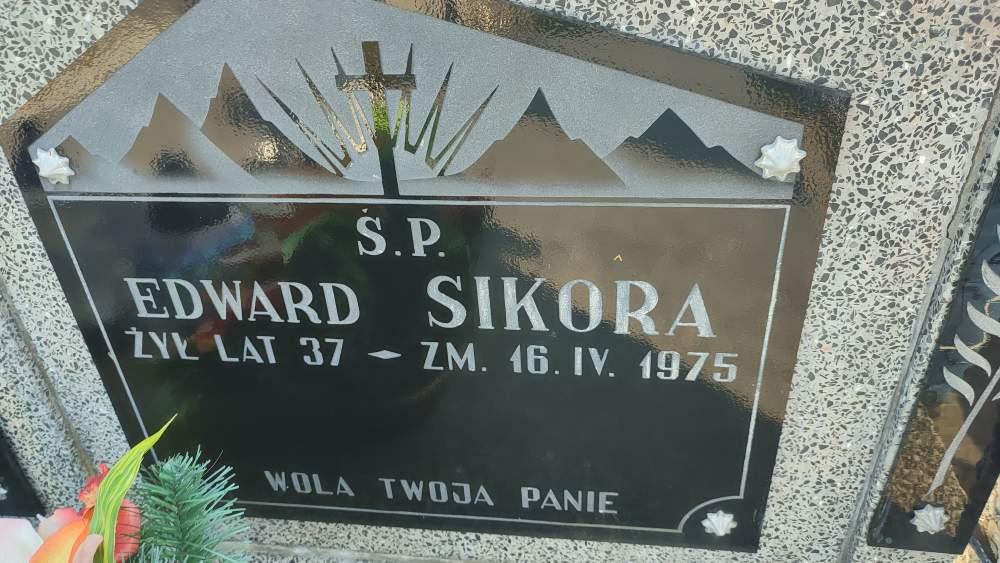 Ś.P.
EDWARD SIKORA
ŻYŁ LAT 37 - ZM. 16.IV.1975
WOLA TWOJA PANIE